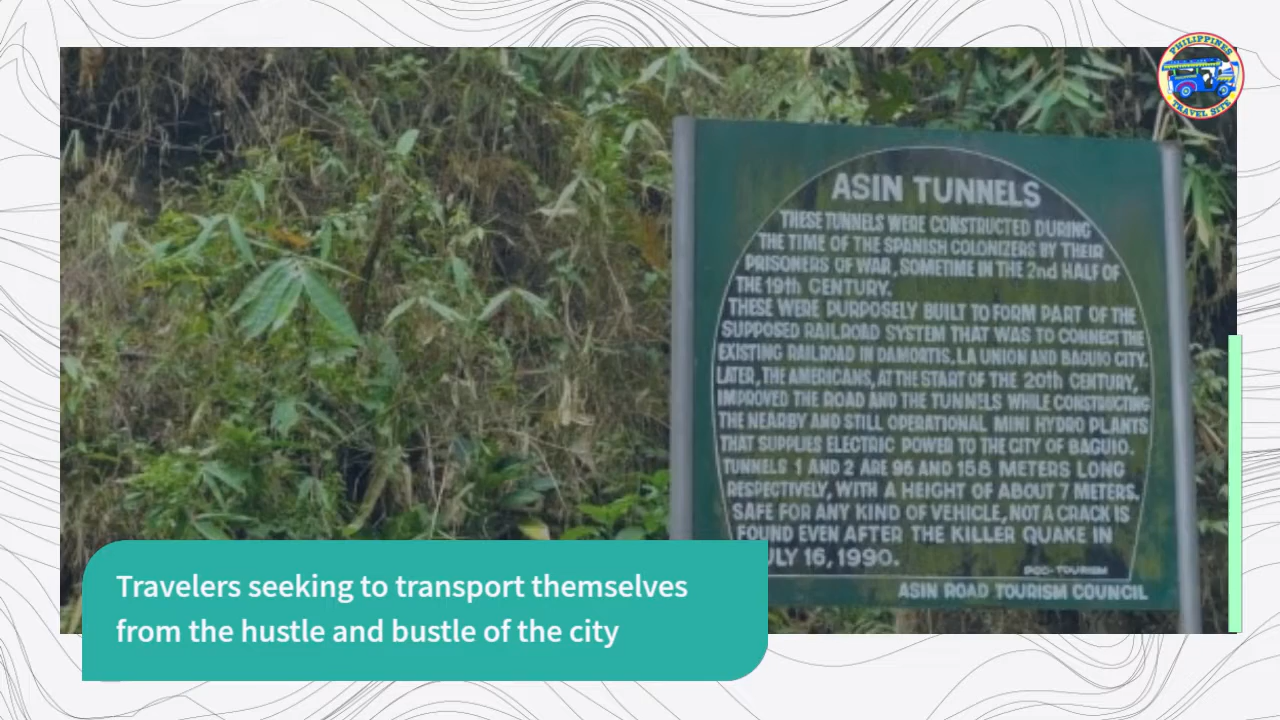 PHILIPPINES
TRAVEL SITE
ASIN TUNNELS
THESE TUNNELS WERE CONSTRUCTED DURING
THE TIME OF THE SPANISH COLONIZERS BY THEIR
PRISONERS OF WAR, SOMETIME IN THE 2nd HALF OF
THE 19th CENTURY.
THESE WERE PURPOSELY BUILT TO FORM PART OF THE
SUPPOSED RAILROAD SYSTEM THAT WAS TO CONNECT THE
EXISTING RAILROAD IN DAMORTIS, LA UNION AND BAGUIO CITY.
LATER, THE AMERICANS, AT THE START OF THE 20th CENTURY,
IMPROVED THE ROAD AND THE TUNNELS WHILE CONSTRUCTING
THE NEARBY AND STILL OPERATIONAL MINI HYDRO PLANTS
THAT SUPPLIES ELECTRIC POWER TO THE CITY OF BAGUIO.
TUNNELS 1 AND 2 ARE 96 AND 158 METERS LONG
RESPECTIVELY, WITH A HEIGHT OF ABOUT 7 METERS.
SAFE FOR ANY KIND OF VEHICLE, NOT A CRACK IS
FOUND EVEN AFTER THE KILLER QUAKE IN
ULY 16, 1990.
TOURISM
ASIN ROAD TOURISM COUNCIL
Travelers seeking to transport themselves
from the hustle and bustle of the city